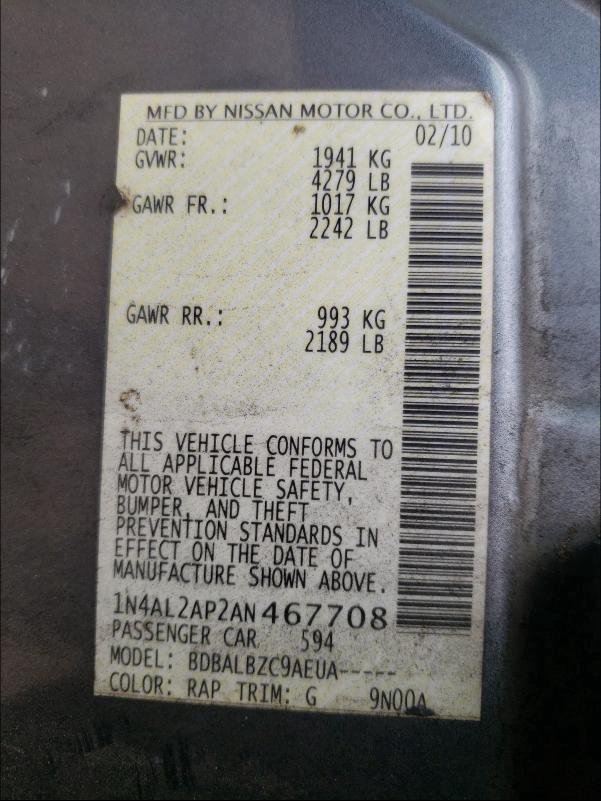 MFD BY NISSAN MOTOR CO., LTD.
DATE: 02/10
GVWR: 1941 KG
4279 LB
GAWR FR.: 1017 KG
2242 LB
GAWR RR.: 993 KG
2189 LB
THIS VEHICLE CONFORMS TO
ALL APPLICABLE FEDERAL
MOTOR VEHICLE SAFETY,
BUMPER, AND THEFT
PREVENTION STANDARDS IN
EFFECT ON THE DATE OF
MANUFACTURE SHOWN ABOVE.
1N4AL2AP2AN467708
PASSENGER CAR 594
MODEL: BDBALBZC9AEUA-----
COLOR: RAP TRIM: G 9N00A